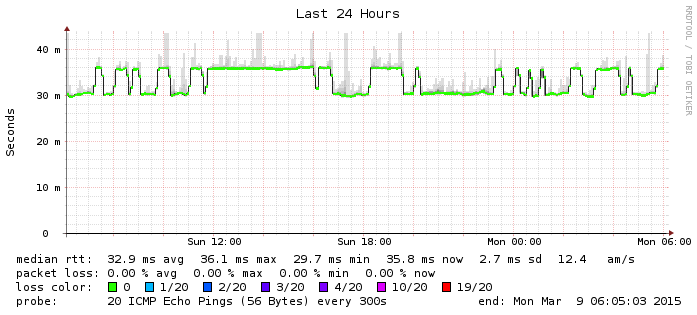 Last 24 Hours
RRDTOOL / TOBI OETIKER
Seconds
40 m
30 m
20 m
10 m
0
Sun 12:00 Sun 18:00 Mon 00:00 Mon 06:00
median rtt: 32.9 ms avg 36.1 ms max 29.7 ms min 35.8 ms now 2.7 ms sd 12.4 am/s
packet loss: 0.00 % avg 0.00 % max 0.00 % min 0.00 % now
loss color: 0 1/20 2/20 3/20 4/20 10/20 19/20
probe: 20 ICMP Echo Pings (56 Bytes) every 300s end: Mon Mar 9 06:05:03 2015